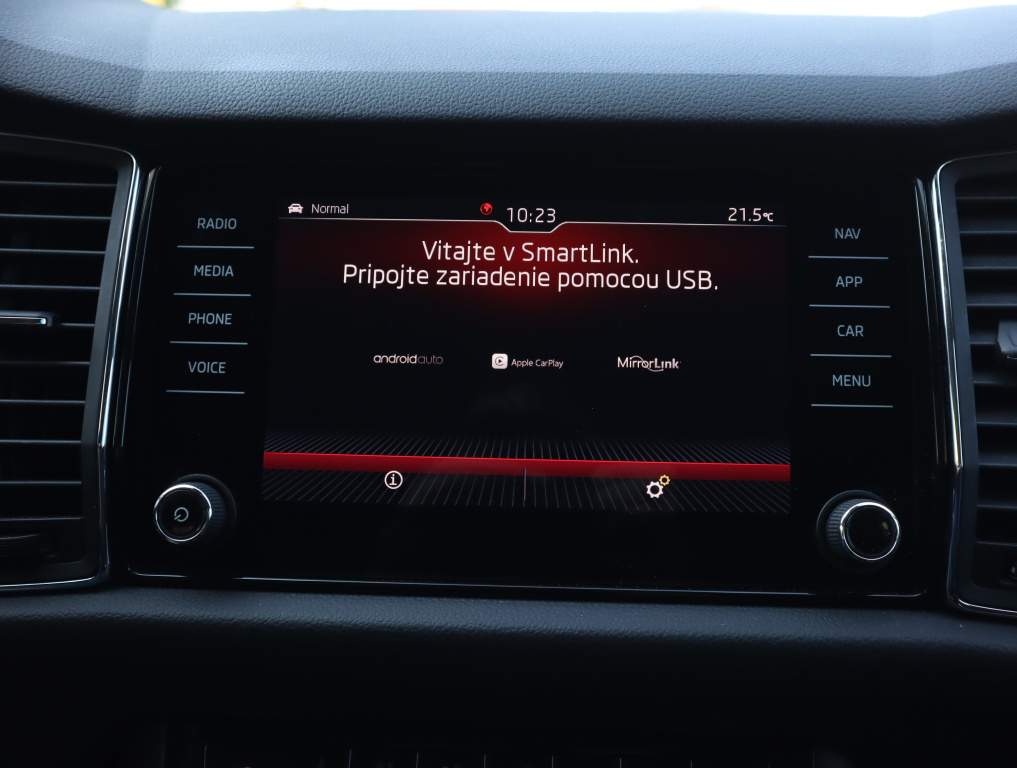 Normal
10:23
21.5°C
Vitajte v SmartLink.
Pripojte zariadenie pomocou USB.
androidauto
Apple CarPlay
MirrorLink
RADIO
MEDIA
PHONE
VOICE
NAV
APP
CAR
MENU